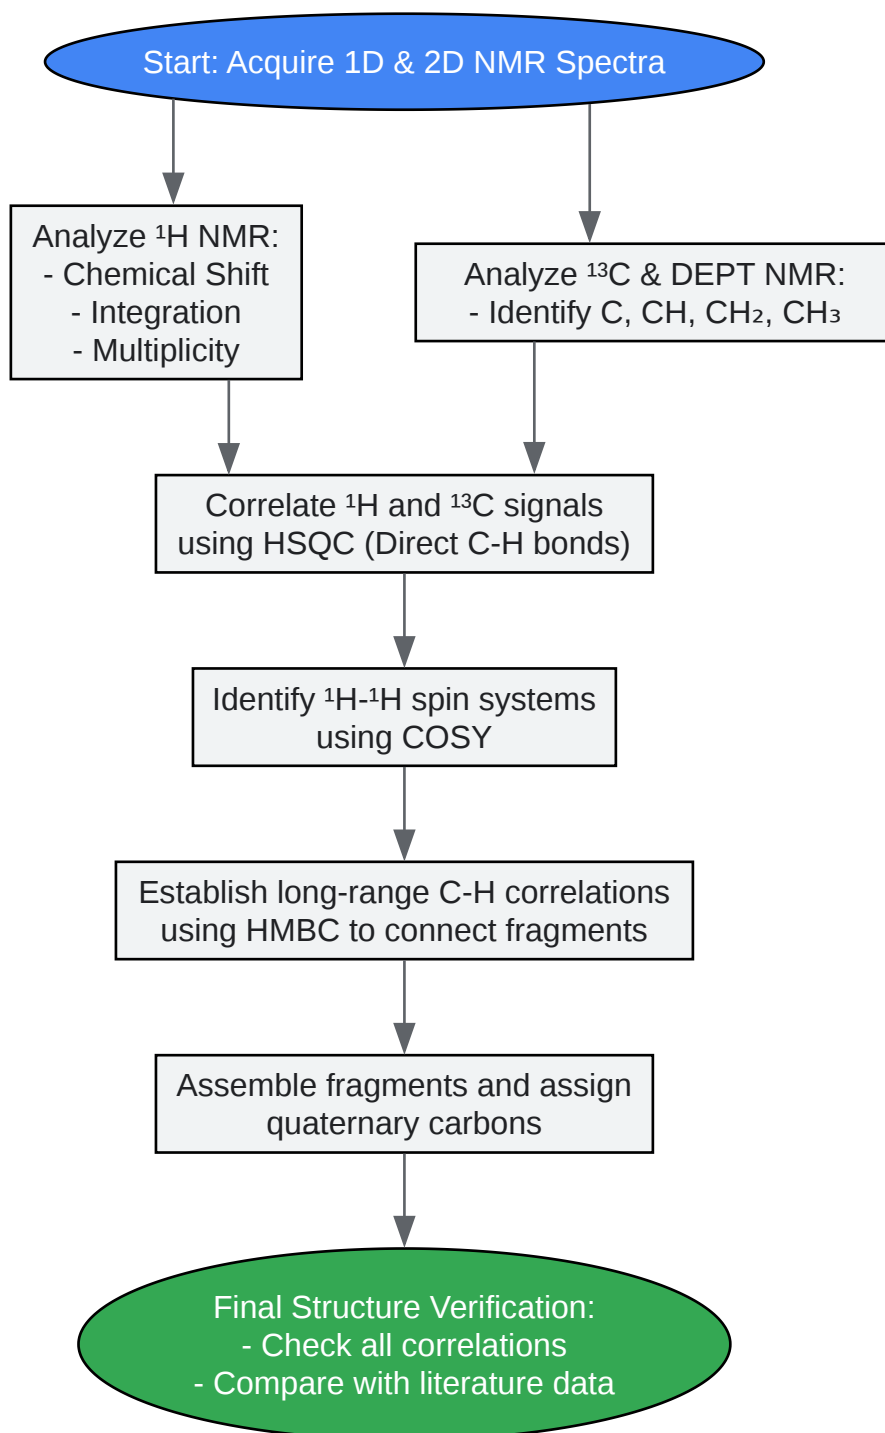 Start: Acquire 1D & 2D NMR Spectra
Analyze ¹H NMR:
- Chemical Shift
- Integration
- Multiplicity
Analyze ¹³C & DEPT NMR:
- Identify C, CH, CH₂, CH₃
Correlate ¹H and ¹³C signals
using HSQC (Direct C-H bonds)
Identify ¹H-¹H spin systems
using COSY
Establish long-range C-H correlations
using HMBC to connect fragments
Assemble fragments and assign
quaternary carbons
Final Structure Verification:
- Check all correlations
- Compare with literature data